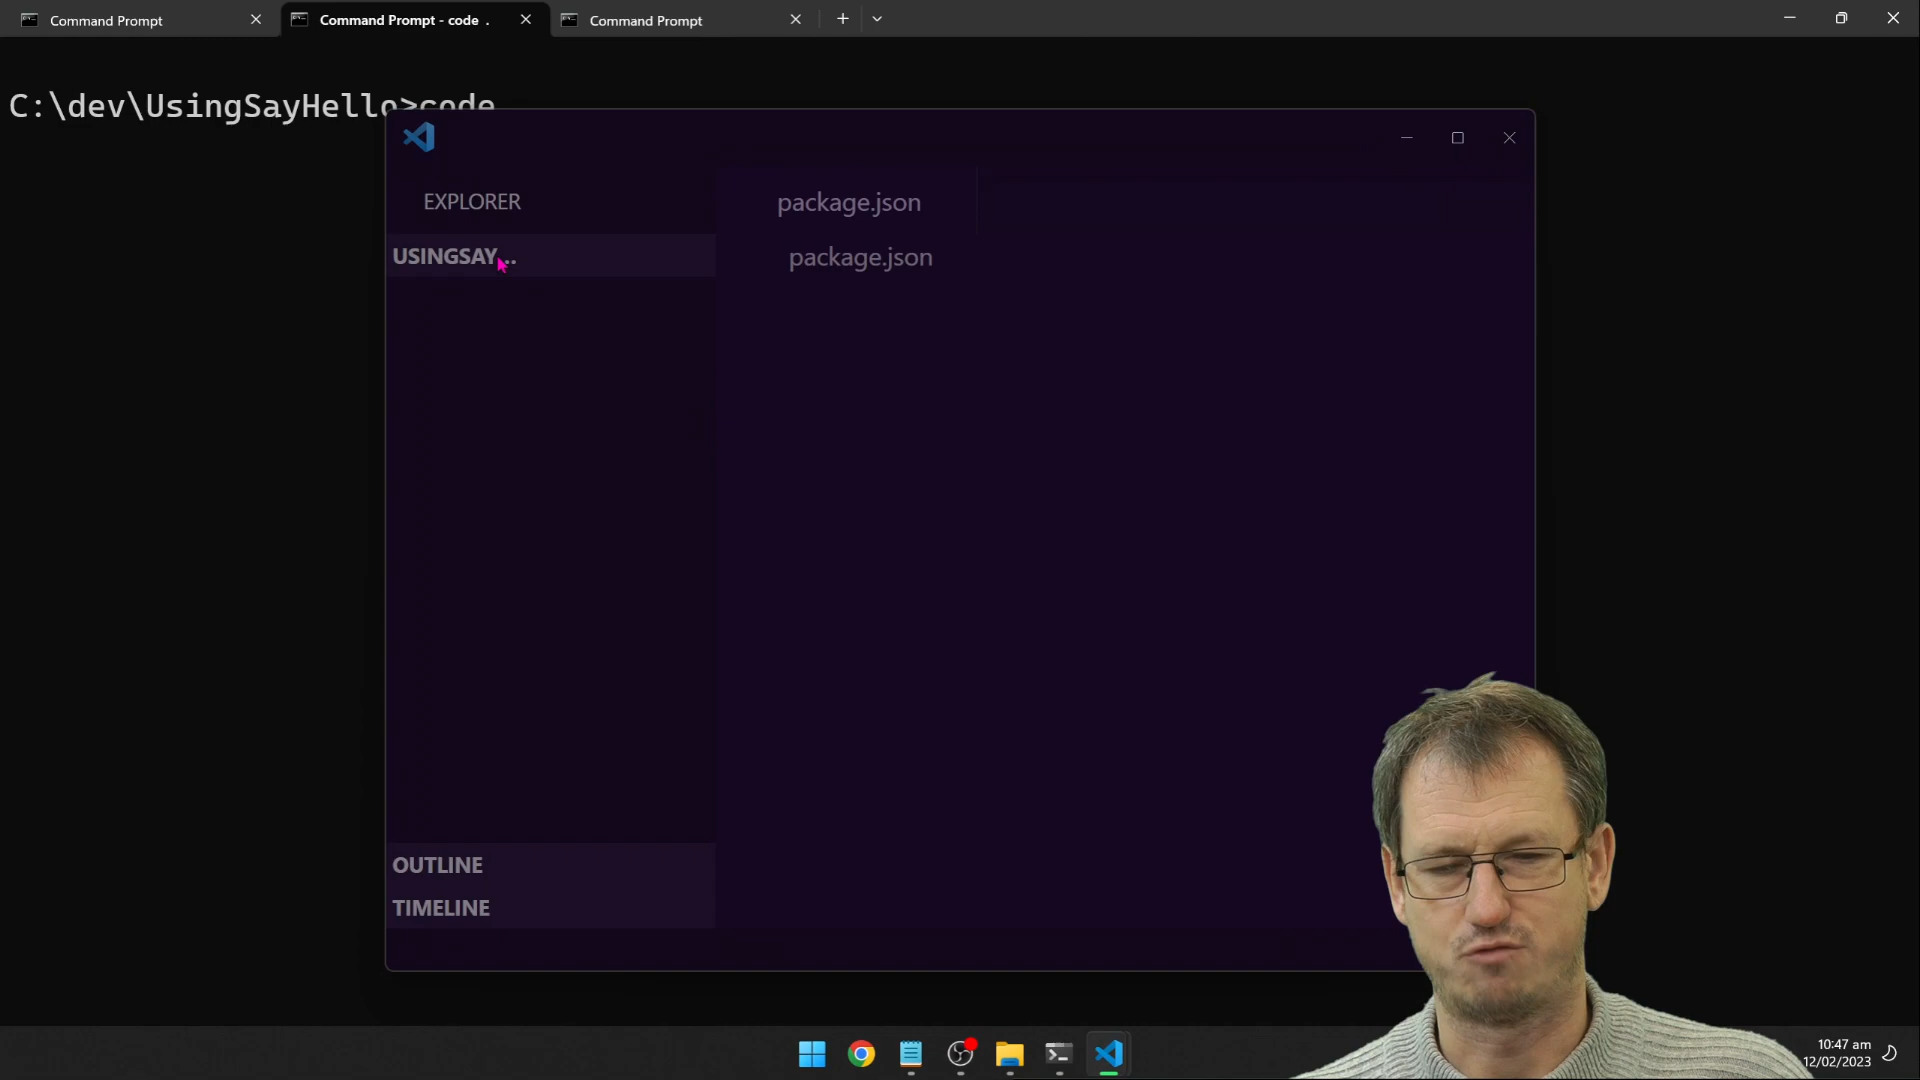 Command Prompt
Command Prompt - code .
Command Prompt
C:\dev\UsingSayHello>code
EXPLORER
package.json
USINGSAY...
package.json
OUTLINE
TIMELINE
10:47 am
12/02/2023